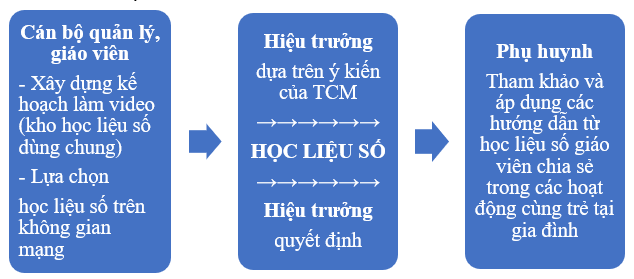 Cán bộ quản lý,
giáo viên
- Xây dựng kế
hoạch làm video
(kho học liệu số
dùng chung)
- Lựa chọn
học liệu số trên
không gian
mạng
Hiệu trưởng
dựa trên ý kiến
của TCM
→→→→→→
HỌC LIỆU SỐ
→→→→→→
Hiệu trưởng
quyết định
Phụ huynh
Tham khảo và
áp dụng các
hướng dẫn từ
học liệu số giáo
viên chia sẻ
trong các hoạt
động cùng trẻ tại
gia đình